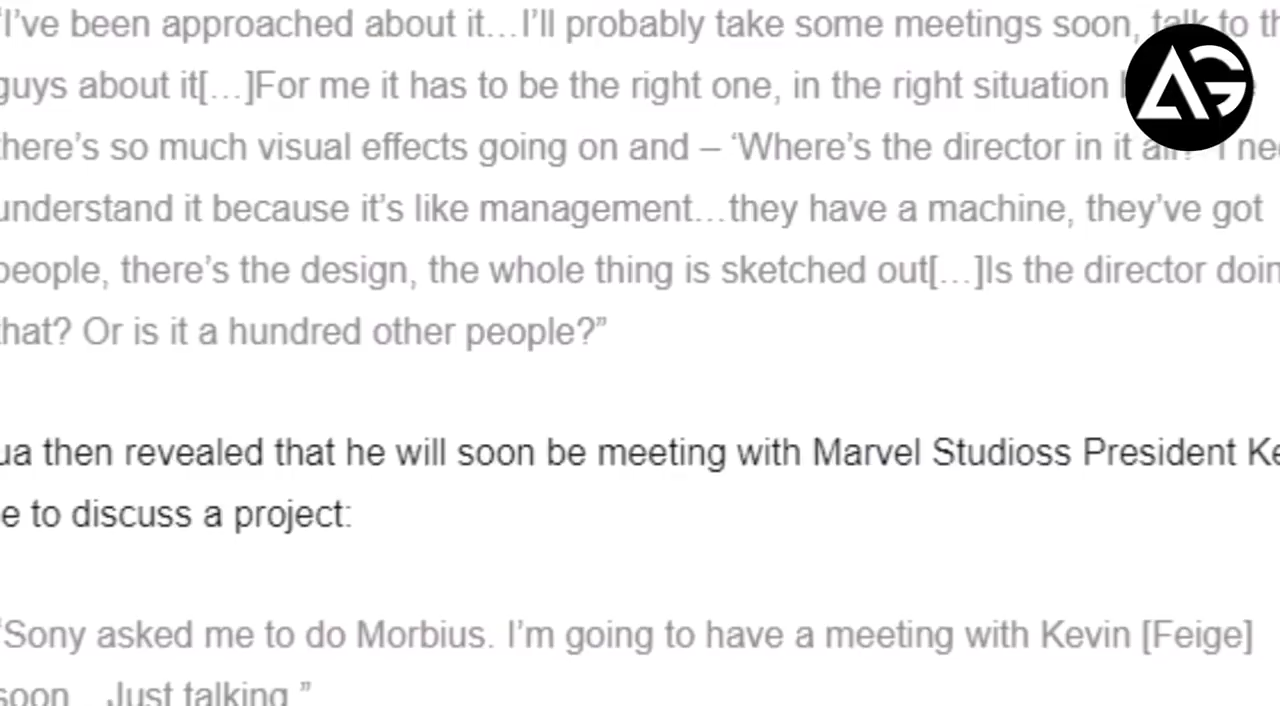 "I've been approached about it…I'll probably take some meetings soon, talk to
guys about it[…]For me it has to be the right one, in the right situation
there's so much visual effects going on and – 'Where's the director in it all?' I
understand it because it's like management…they have a machine, they've got
people, there's the design, the whole thing is sketched out[…]Is the director
that? Or is it a hundred other people?"
ua then revealed that he will soon be meeting with Marvel Studioss President
e to discuss a project:
"Sony asked me to do Morbius. I'm going to have a meeting with Kevin [Feige]
soon…Just talking."
AG